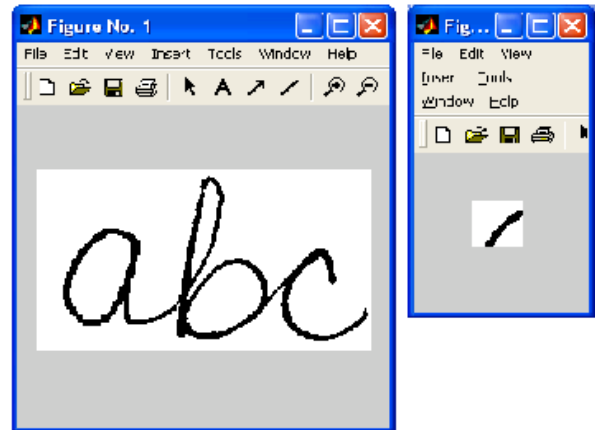 Figure No. 1
File Edit View Insert Tools Window Help
abc
Fig...
File Edit View
Insert Tools
Window Help